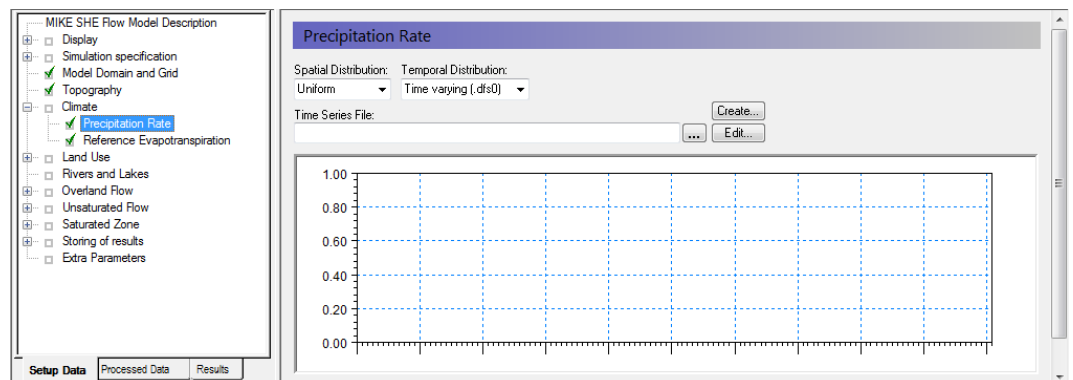 MIKE SHE Flow Model Description
Display
Simulation specification
Model Domain and Grid
Topography
Climate
Precipitation Rate
Reference Evapotranspiration
Land Use
Rivers and Lakes
Overland Flow
Unsaturated Flow
Saturated Zone
Storing of results
Extra Parameters
Setup Data Processed Data Results
Precipitation Rate
Spatial Distribution: Temporal Distribution:
Uniform Time varying (.dfs0)
Time Series File: Create...
... Edit...
1.00
0.80
0.60
0.40
0.20
0.00